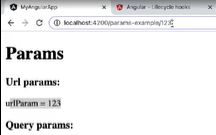 MyAngularApp
Angular - Lifecycle hooks
localhost:4200/params-example/123
Params
Url params:
urlParam = 123
Query params: